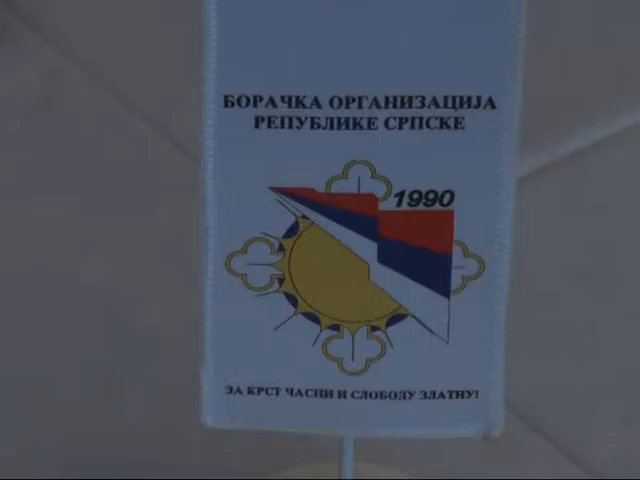 БОРАЧКА ОРГАНИЗАЦИЈА
РЕПУБЛИКЕ СРПСКЕ
1990
ЗА КРСТ ЧАСНИ И СЛОБОДУ ЗЛАТНУ!